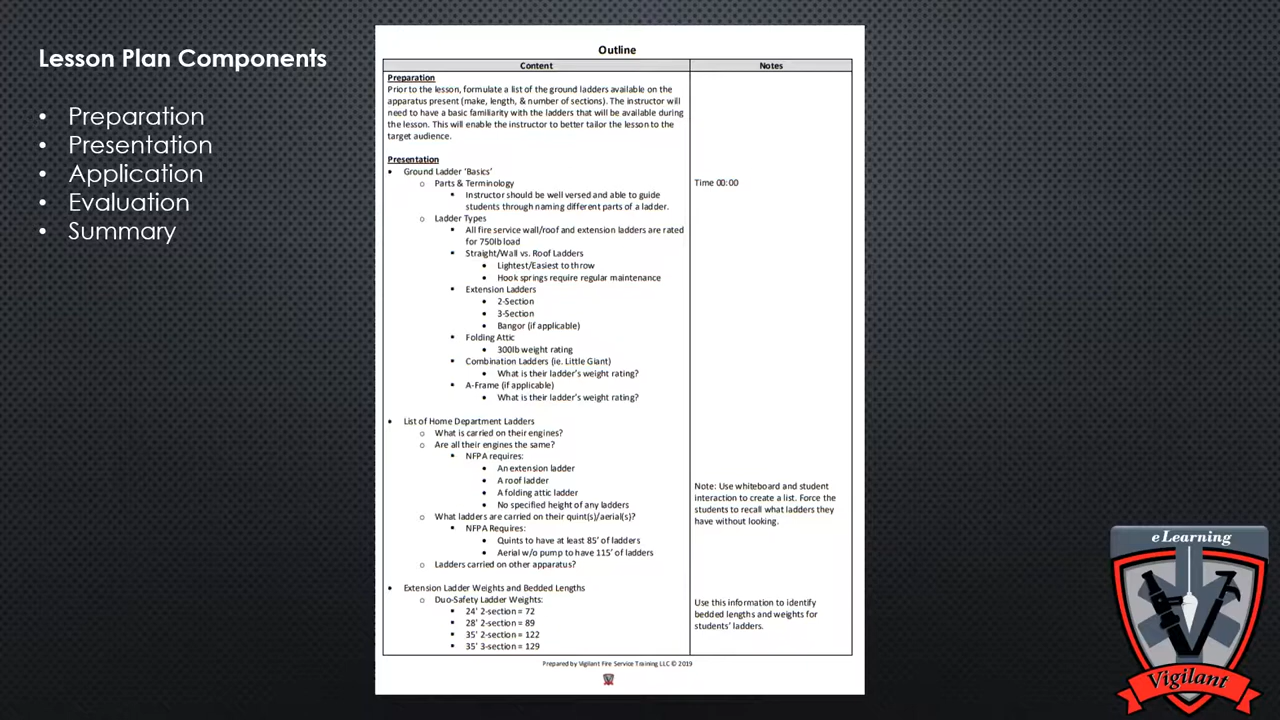 Lesson Plan Components
• Preparation
• Presentation
• Application
• Evaluation
• Summary
Outline
Content
Notes
Preparation
Prior to the lesson, formulate a list of the ground ladders available on the
apparatus present (make, length, & number of sections). The instructor will
need to have a basic familiarity with the ladders that will be available during
the lesson. This will enable the instructor to better tailor the lesson to the
target audience.
Presentation
• Ground Ladder 'Basics'
o Parts & Terminology
Time 00:00
▪ Instructor should be well versed and able to guide
students through naming different parts of a ladder.
o Ladder Types
▪ All fire service wall/roof and extension ladders are rated
for 750lb load
▪ Straight/Wall vs. Roof Ladders
• Lightest/Easiest to throw
• Hook springs require regular maintenance
▪ Extension Ladders
• 2-Section
• 3-Section
• Bangor (if applicable)
▪ Folding Attic
• 300lb weight rating
▪ Combination Ladders (ie. Little Giant)
• What is their ladder's weight rating?
▪ A-Frame (if applicable)
• What is their ladder's weight rating?
• List of Home Department Ladders
o What is carried on their engines?
o Are all their engines the same?
▪ NFPA requires:
• An extension ladder
• A roof ladder
• A folding attic ladder
• No specified height of any ladders
Note: Use whiteboard and student
interaction to create a list. Force the
students to recall what ladders they
have without looking.
o What ladders are carried on their quint(s)/aerial(s)?
▪ NFPA Requires:
• Quints to have at least 85' of ladders
• Aerial w/o pump to have 115' of ladders
o Ladders carried on other apparatus?
• Extension Ladder Weights and Bedded Lengths
o Duo-Safety Ladder Weights:
▪ 24' 2-section = 72
▪ 28' 2-section = 89
▪ 35' 2-section = 122
▪ 35' 3-section = 129
Use this information to identify
bedded lengths and weights for
students' ladders.
Prepared by Vigilant Fire Service Training LLC © 2019
eLearning
V
Vigilant